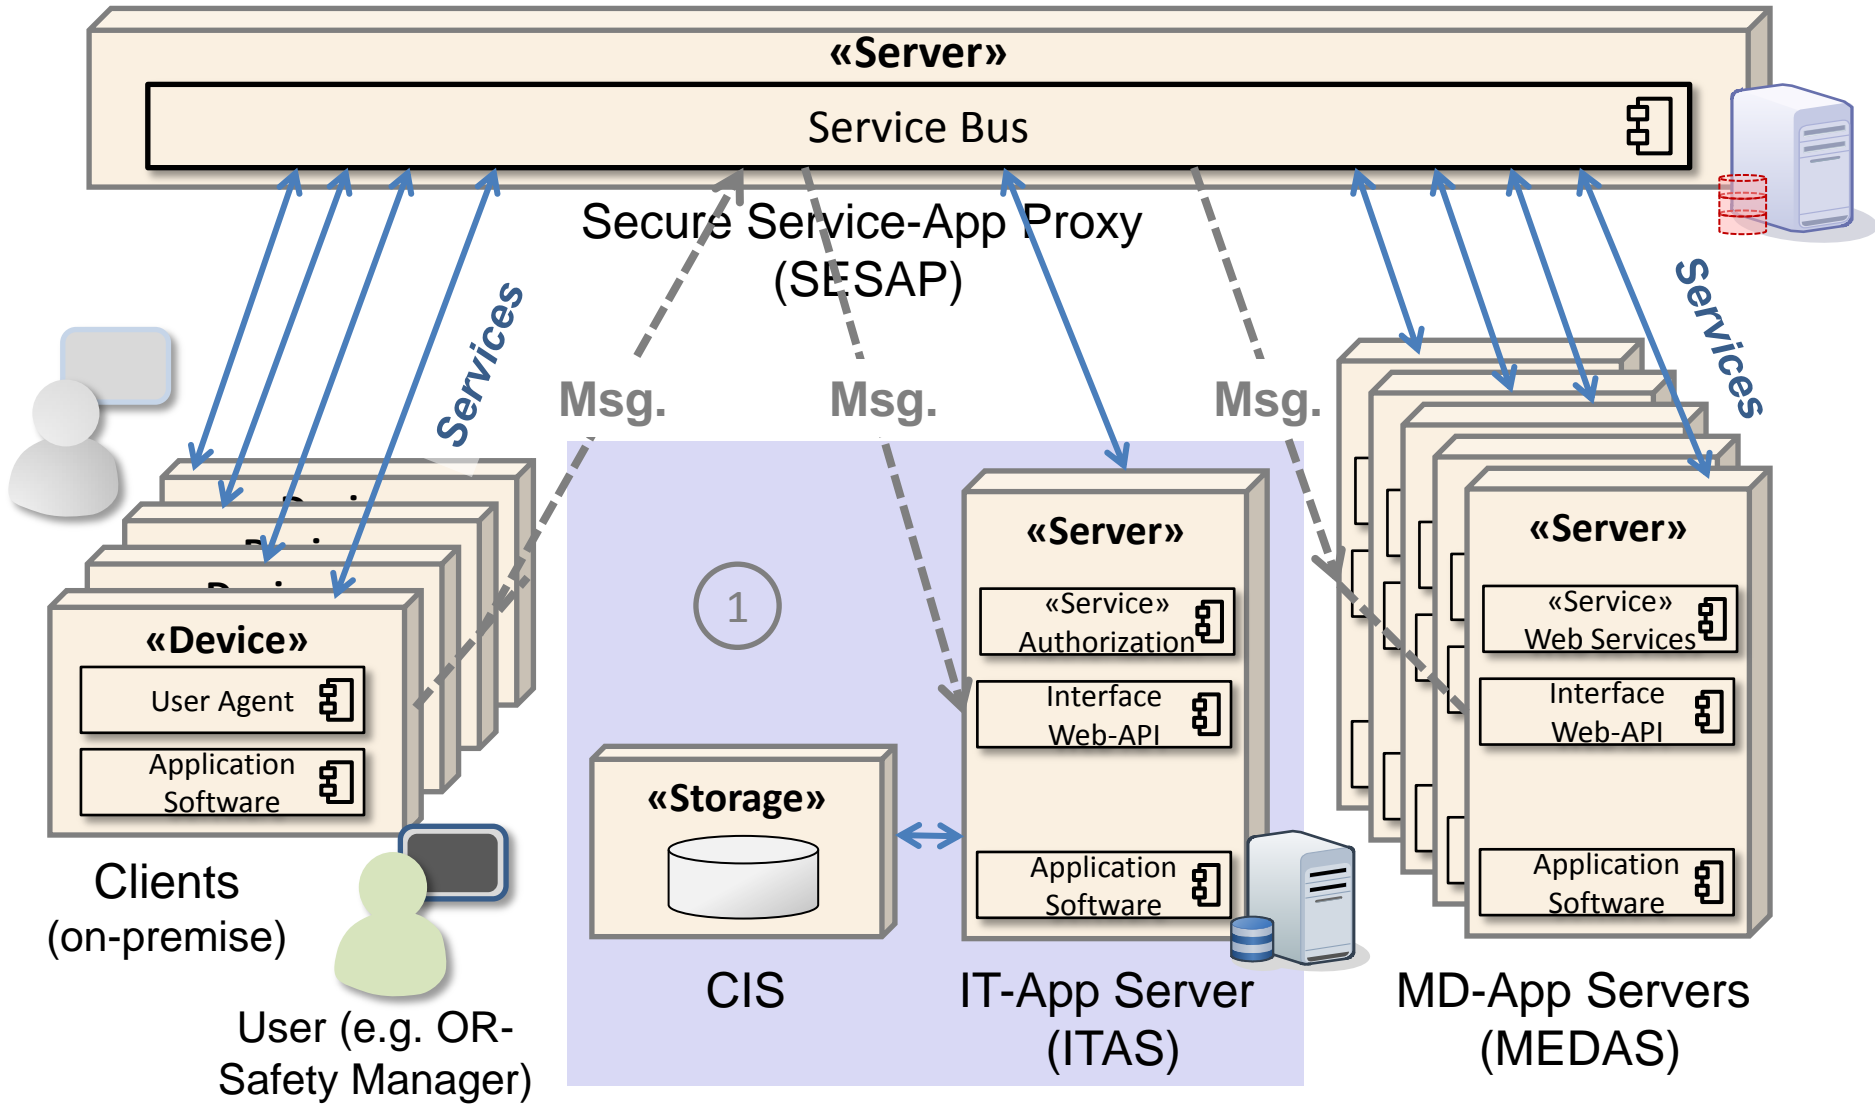 «Server»
Service Bus
Secure Service-App Proxy
(SESAP)
Services
Services
Msg.
Msg.
Msg.
«Device»
User Agent
Application
Software
Clients
(on-premise)
User (e.g. OR-
Safety Manager)
1
«Storage»
CIS
«Server»
«Service»
Authorization
Interface
Web-API
Application
Software
IT-App Server
(ITAS)
«Server»
«Service»
Web Services
Interface
Web-API
Application
Software
MD-App Servers
(MEDAS)